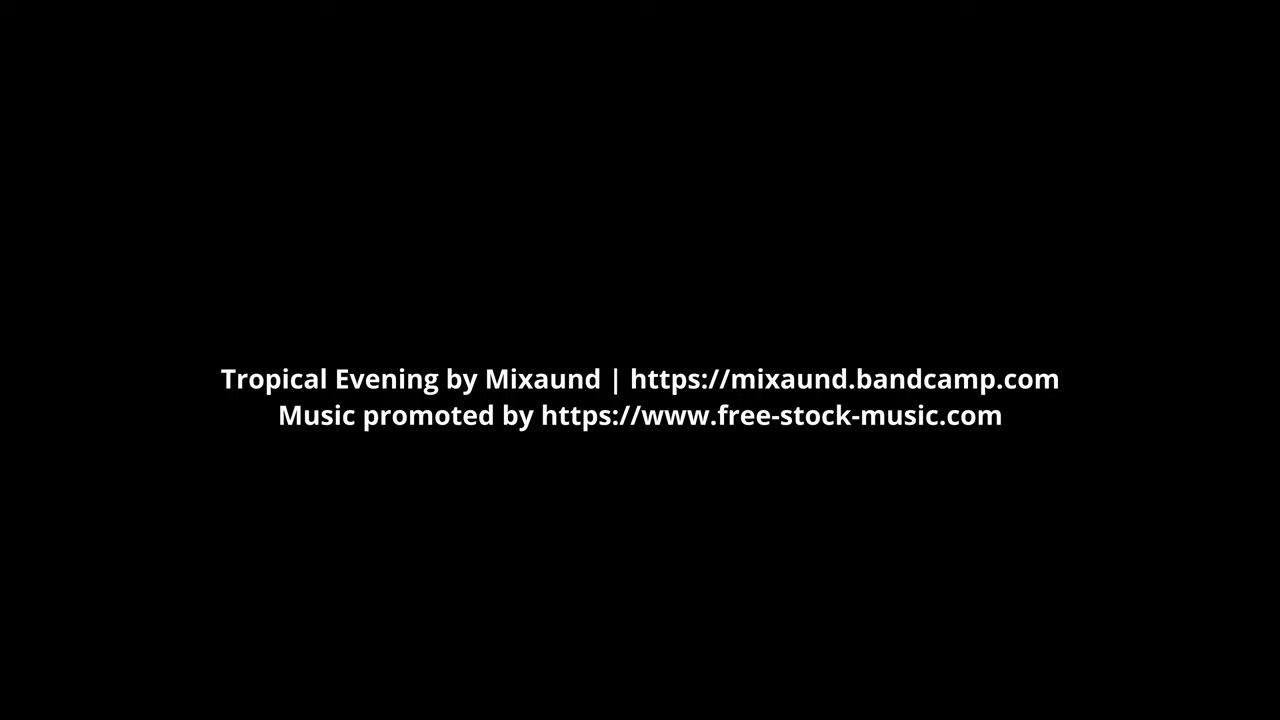 Tropical Evening by Mixaund | https://mixaund.bandcamp.com
Music promoted by https://www.free-stock-music.com